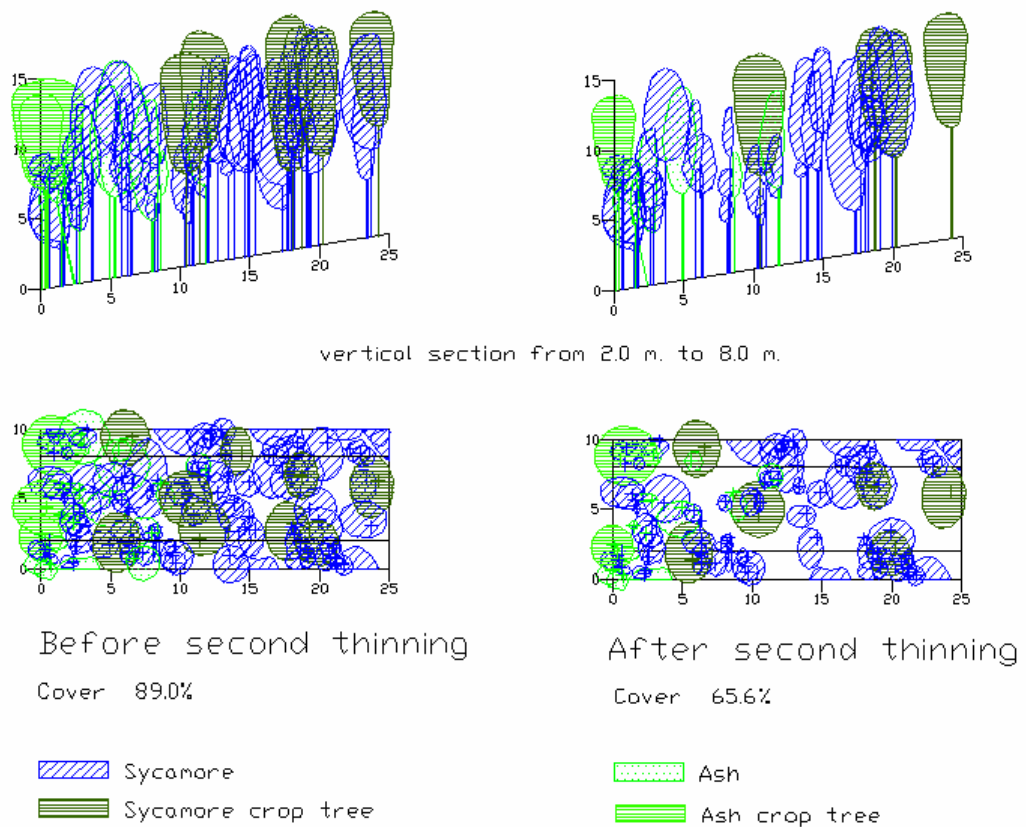 15
10
5
0
0 5 10 15 20 25
15
10
5
0
0 5 10 15 20 25
vertical section from 2.0 m. to 8.0 m.
10
5
0
0 5 10 15 20 25
10
5
0
0 5 10 15 20 25
Before second thinning
After second thinning
Cover 89.0%
Cover 65.6%
Sycamore
Sycamore crop tree
Ash
Ash crop tree